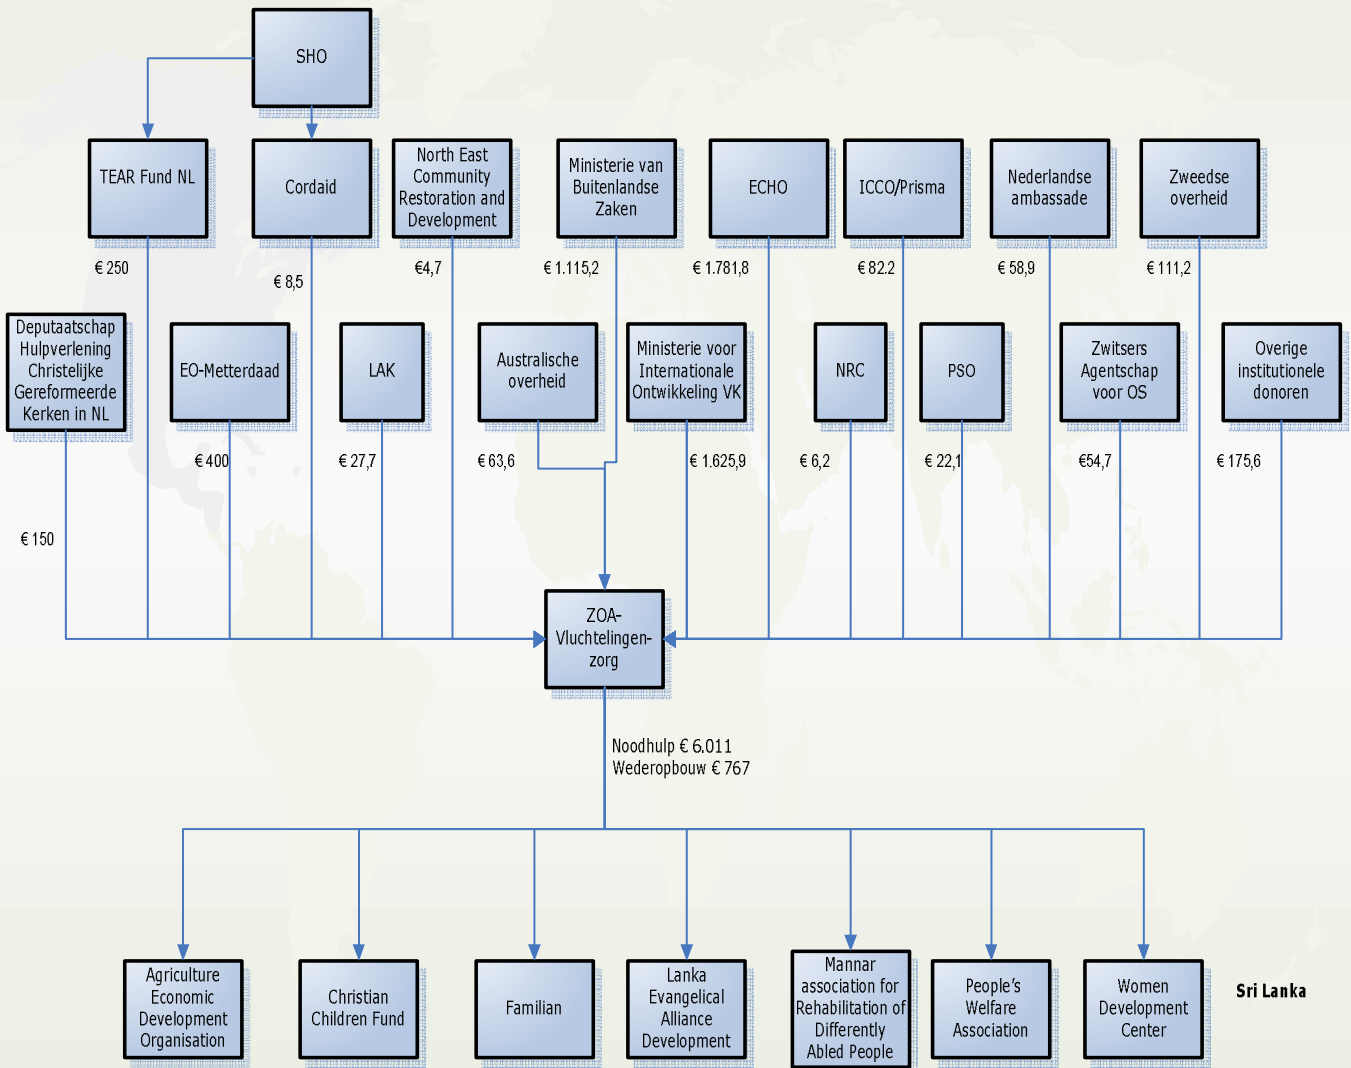 SHO
TEAR Fund NL
Cordaid
North East
Community
Restoration and
Development
Ministerie van
Buitenlandse
Zaken
ECHO
ICCO/Prisma
Nederlandse
ambassade
Zweedse
overheid
€ 250
€ 8,5
€4,7
€ 1.115,2
€ 1.781,8
€ 82.2
€ 58,9
€ 111,2
Deputaatschap
Hulpverlening
Christelijke
Gereformeerde
Kerken in NL
EO-Metterdaad
LAK
Australische
overheid
Ministerie voor
Internationale
Ontwikkeling VK
NRC
PSO
Zwitsers
Agentschap
voor OS
Overige
institutionele
donoren
€ 150
€ 400
€ 27,7
€ 63,6
€ 1.625,9
€ 6,2
€ 22,1
€54,7
€ 175,6
ZOA-
Vluchtelingen-
zorg
Noodhulp € 6.011
Wederopbouw € 767
Agriculture
Economic
Development
Organisation
Christian
Children Fund
Familian
Lanka
Evangelical
Alliance
Development
Mannar
association for
Rehabilitation of
Differently
Abled People
People's
Welfare
Association
Women
Development
Center
Sri Lanka